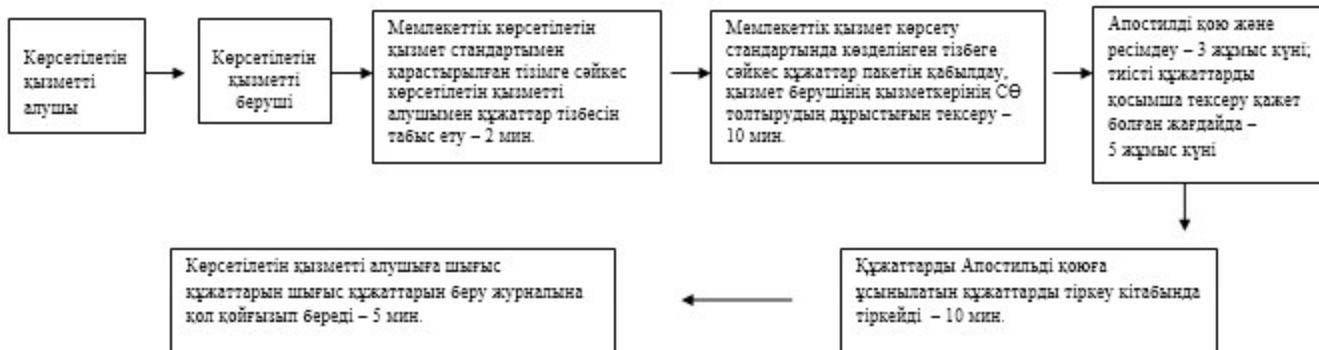 Көрсетілетін
қызметті
алушы
Көрсетілетін
қызметті
беруші
Мемлекеттік көрсетілетін
қызмет стандартымен
қарастырылған тізімге сәйкес
көрсетілетін қызметті
алушымен құжаттар тізбесін
табыс ету – 2 мин.
Мемлекеттік қызмет көрсету
стандартында көзделінген тізбеге
сәйкес құжаттар пакетін қабылдау,
қызмет берушінің қызметкерінің СӨ
толтырудың дұрыстығын тексеру –
10 мин.
Апостилді қою және
ресімдеу – 3 жұмыс күні;
тиісті құжаттарды
қосымша тексеру қажет
болған жағдайда –
5 жұмыс күні
Құжаттарды Апостильді қоюға
ұсынылатын құжаттарды тіркеу кітабында
тіркейді – 10 мин.
Көрсетілетін қызметті алушыға шығыс
құжаттарын шығыс құжаттарын беру журналына
қол қойғызып береді – 5 мин.